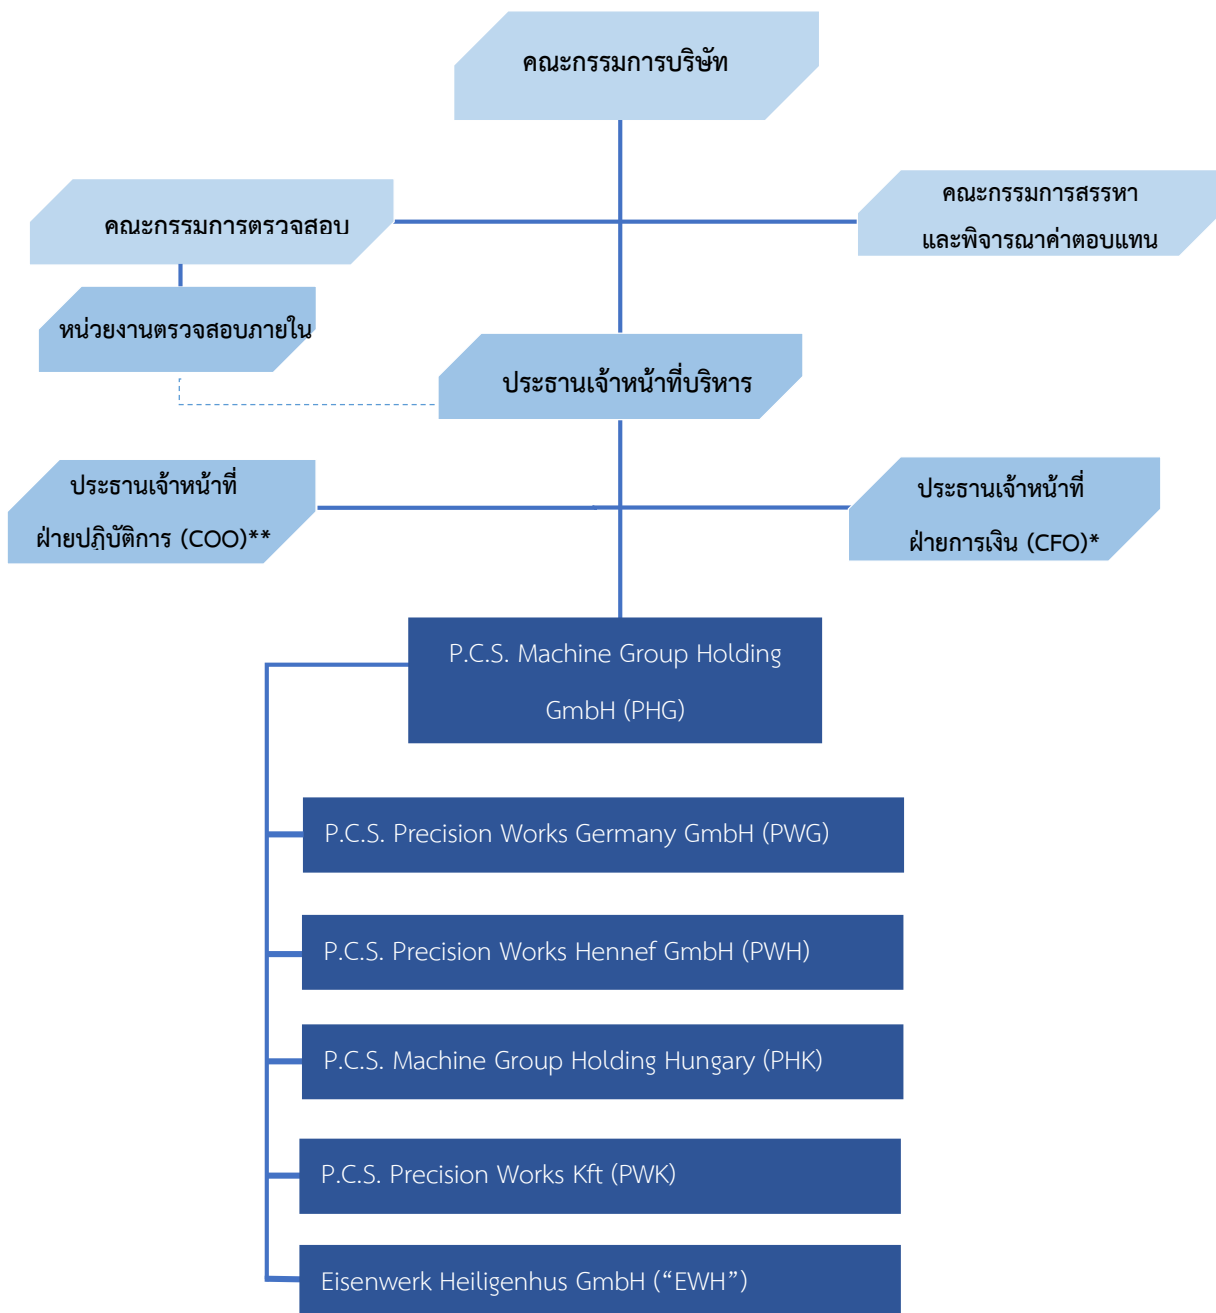 คณะกรรมการบริษัท
คณะกรรมการตรวจสอบ
คณะกรรมการสรรหา
และพิจารณาค่าตอบแทน
หน่วยงานตรวจสอบภายใน
ประธานเจ้าหน้าที่บริหาร
ประธานเจ้าหน้าที่
ฝ่ายปฏิบัติการ (COO)**
ประธานเจ้าหน้าที่
ฝ่ายการเงิน (CFO)*
P.C.S. Machine Group Holding
GmbH (PHG)
P.C.S. Precision Works Germany GmbH (PWG)
P.C.S. Precision Works Hennef GmbH (PWH)
P.C.S. Machine Group Holding Hungary (PHK)
P.C.S. Precision Works Kft (PWK)
Eisenwerk Heiligenhus GmbH (“EWH”)